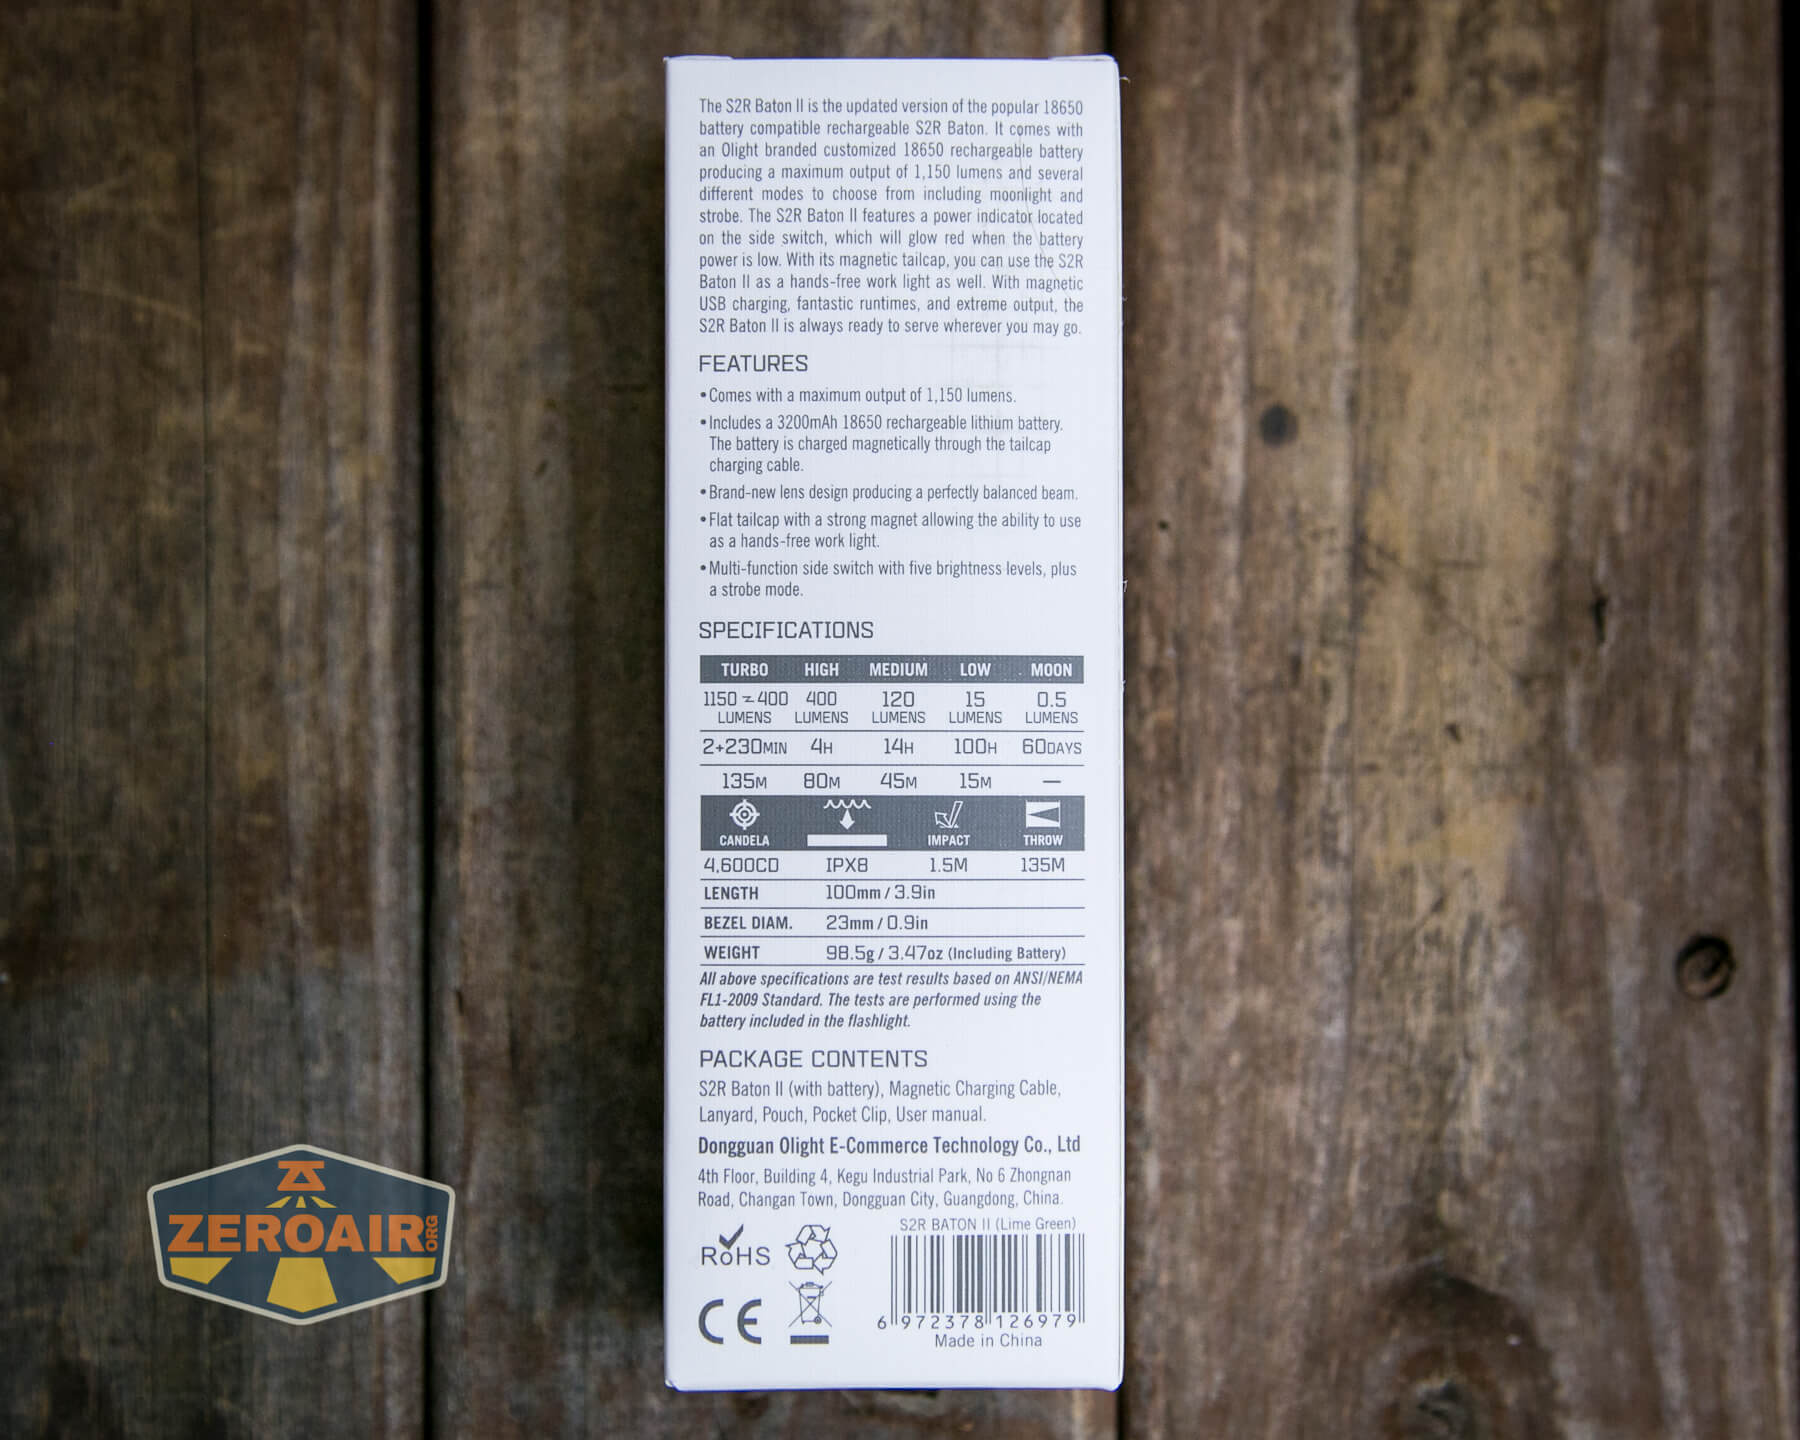 The S2R Baton II is the updated version of the popular 18650
battery compatible rechargeable S2R Baton. It comes with
an Olight branded customized 18650 rechargeable battery
producing a maximum output of 1,150 lumens and several
different modes to choose from including moonlight and
strobe. The S2R Baton II features a power indicator located
on the side switch, which will glow red when the battery
power is low. With its magnetic tailcap, you can use the S2R
Baton II as a hands-free work light as well. With magnetic
USB charging, fantastic runtimes, and extreme output, the
S2R Baton II is always ready to serve wherever you may go.
FEATURES
•Comes with a maximum output of 1,150 lumens.
•Includes a 3200mAh 18650 rechargeable lithium battery.
The battery is charged magnetically through the tailcap
charging cable.
•Brand-new lens design producing a perfectly balanced beam.
•Flat tailcap with a strong magnet allowing the ability to use
as a hands-free work light.
•Multi-function side switch with five brightness levels, plus
a strobe mode.
SPECIFICATIONS
TURBO HIGH MEDIUM LOW MOON
1150 ~ 400 400 120 15 0.5
LUMENS LUMENS LUMENS LUMENS LUMENS
2+230MIN 4H 14H 100H 60DAYS
135M 80M 45M 15M —
CANDELA IMPACT THROW
4,600CD IPX8 1.5M 135M
LENGTH 100mm / 3.9in
BEZEL DIAM. 23mm / 0.9in
WEIGHT 98.5g / 3.47oz (Including Battery)
All above specifications are test results based on ANSI/NEMA
FL1-2009 Standard. The tests are performed using the
battery included in the flashlight.
PACKAGE CONTENTS
S2R Baton II (with battery), Magnetic Charging Cable,
Lanyard, Pouch, Pocket Clip, User manual.
Dongguan Olight E-Commerce Technology Co., Ltd
4th Floor, Building 4, Kegu Industrial Park, No 6 Zhongnan
Road, Changan Town, Dongguan City, Guangdong, China.
S2R BATON II (Lime Green)
RoHS
CE
6 972378 126979
Made in China
ZEROAIR.ORG